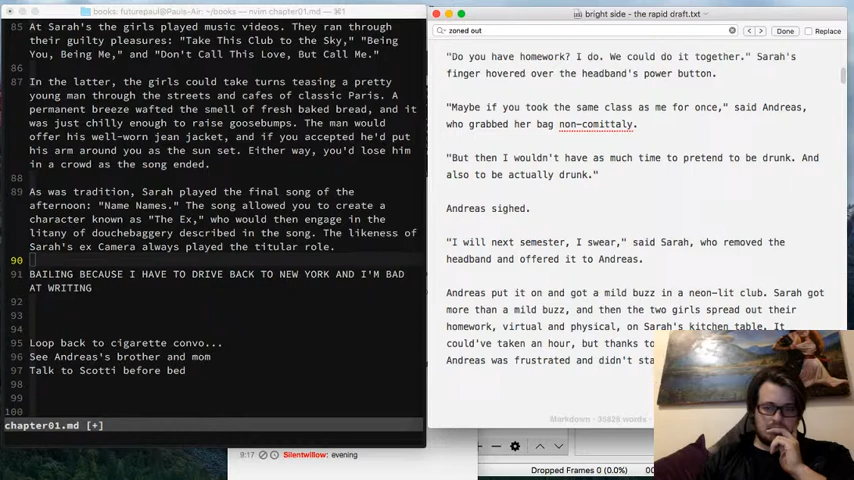 books: futurepaul@Pauls-Air: ~/books — nvim chapter01.md — ⌘1
85 At Sarah's the girls played music videos. They ran through
their guilty pleasures: "Take This Club to the Sky," "Being
You, Being Me," and "Don't Call This Love, But Call Me."
86
87 In the latter, the girls could take turns teasing a pretty
young man through the streets and cafes of classic Paris. A
permanent breeze wafted the smell of fresh baked bread, and it
was just chilly enough to raise goosebumps. The man would
offer his well-worn jean jacket, and if you accepted he'd put
his arm around you as the sun set. Either way, you'd lose him
in a crowd as the song ended.
88
89 As was tradition, Sarah played the final song of the
afternoon: "Name Names." The song allowed you to create a
character known as "The Ex," who would then engage in the
litany of douchebaggery described in the song. The likeness of
Sarah's ex Camera always played the titular role.
90
91 BAILING BECAUSE I HAVE TO DRIVE BACK TO NEW YORK AND I'M BAD
AT WRITING
92
93
94
95 Loop back to cigarette convo...
96 See Andreas's brother and mom
97 Talk to Scotti before bed
98
99
100
chapter01.md [+]
bright side - the rapid draft.txt
zoned out
Done
Replace
"Do you have homework? I do. We could do it together." Sarah's
finger hovered over the headband's power button.
"Maybe if you took the same class as me for once," said Andreas,
who grabbed her bag non-comittaly.
"But then I wouldn't have as much time to pretend to be drunk. And
also to be actually drunk."
Andreas sighed.
"I will next semester, I swear," said Sarah, who removed the
headband and offered it to Andreas.
Andreas put it on and got a mild buzz in a neon-lit club. Sarah got
more than a mild buzz, and then the two girls spread out their
homework, virtual and physical, on Sarah's kitchen table. It
could've taken an hour, but thanks to
Andreas was frustrated and didn't sta
Markdown
9:17 Silentwillow: evening
Dropped Frames 0 (0.0%)